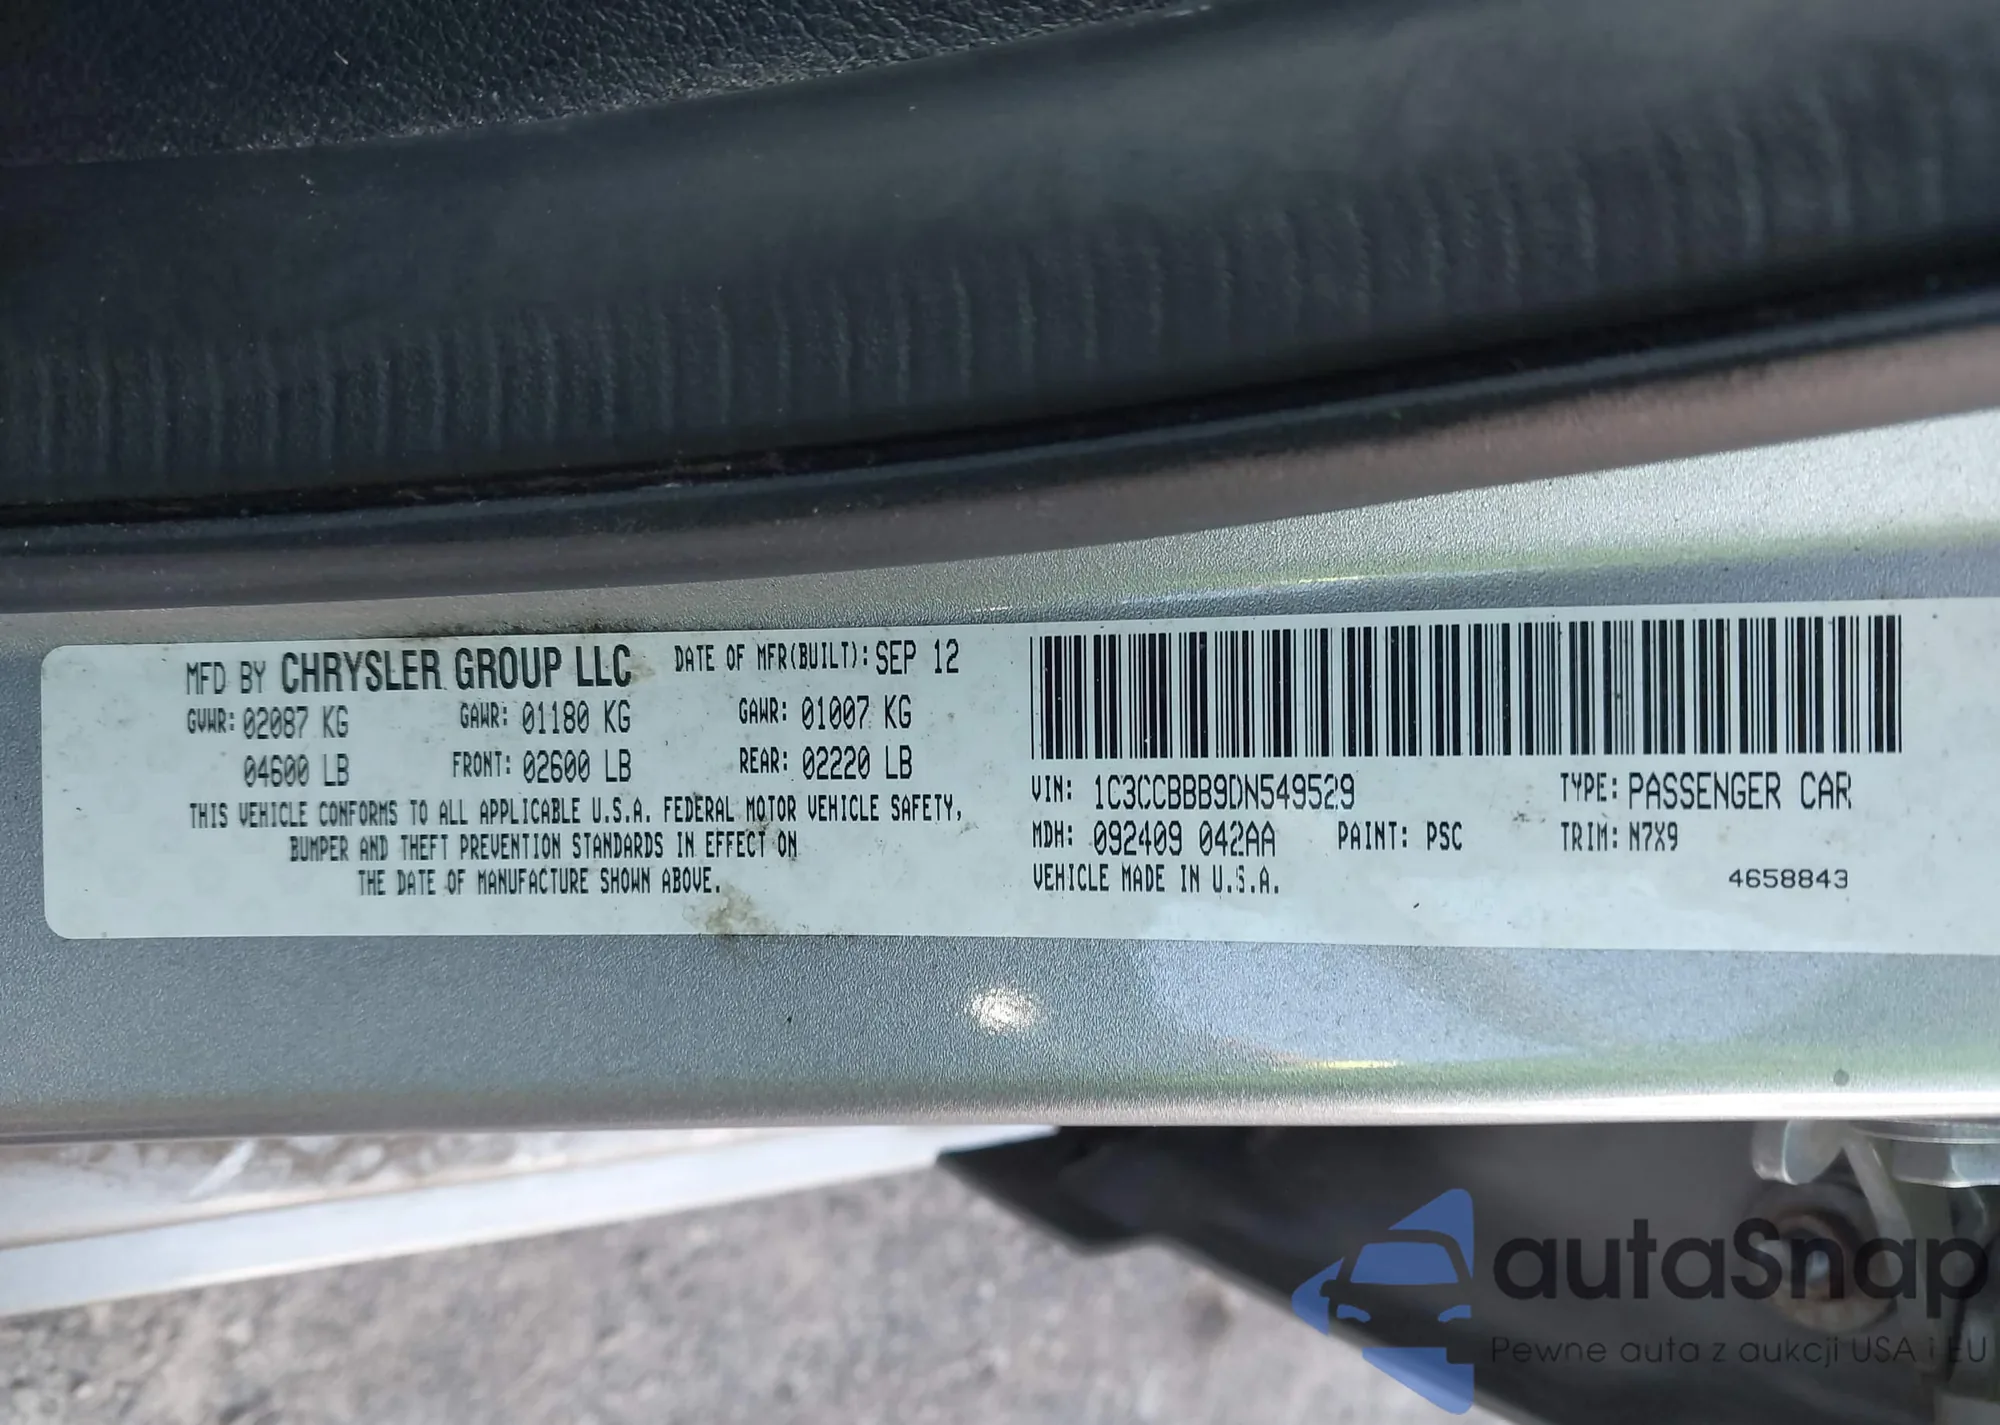 MFD BY CHRYSLER GROUP LLC DATE OF MFR(BUILT): SEP 12
GVWR: 02087 KG GAWR: 01180 KG GAWR: 01007 KG
04600 LB FRONT: 02600 LB REAR: 02220 LB
THIS VEHICLE CONFORMS TO ALL APPLICABLE U.S.A. FEDERAL MOTOR VEHICLE SAFETY,
BUMPER AND THEFT PREVENTION STANDARDS IN EFFECT ON
THE DATE OF MANUFACTURE SHOWN ABOVE.
VIN: 1C3CCBBB9DN549529 TYPE: PASSENGER CAR
MDH: 092409 042AA PAINT: PSC TRIM: N7X9
VEHICLE MADE IN U.S.A. 4658843
autaSnap
Pewne auta z aukcji USA i EU